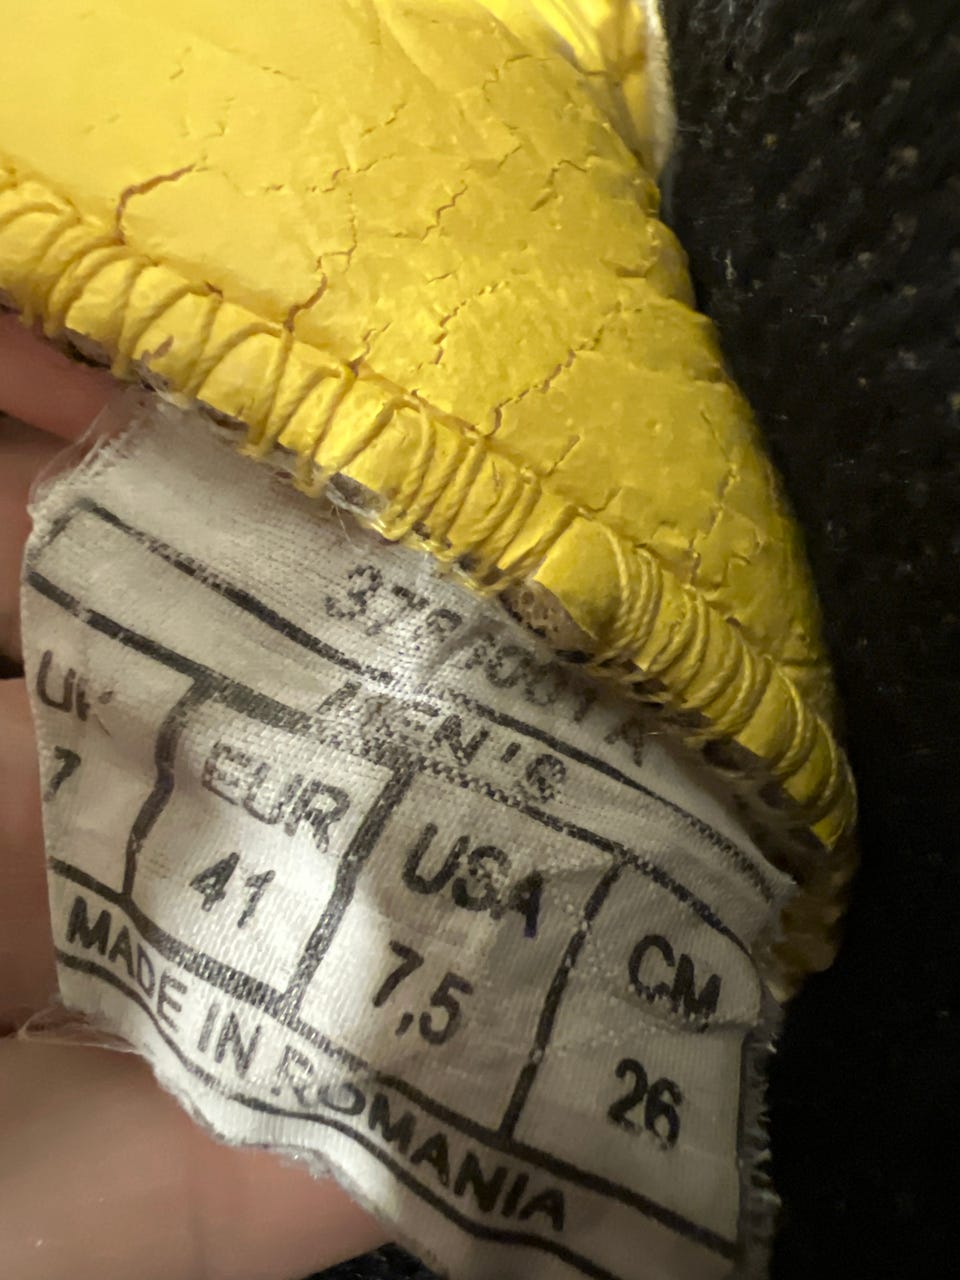 MEN'S
UK EUR USA CM
7 41 7,5 26
MADE IN ROMANIA